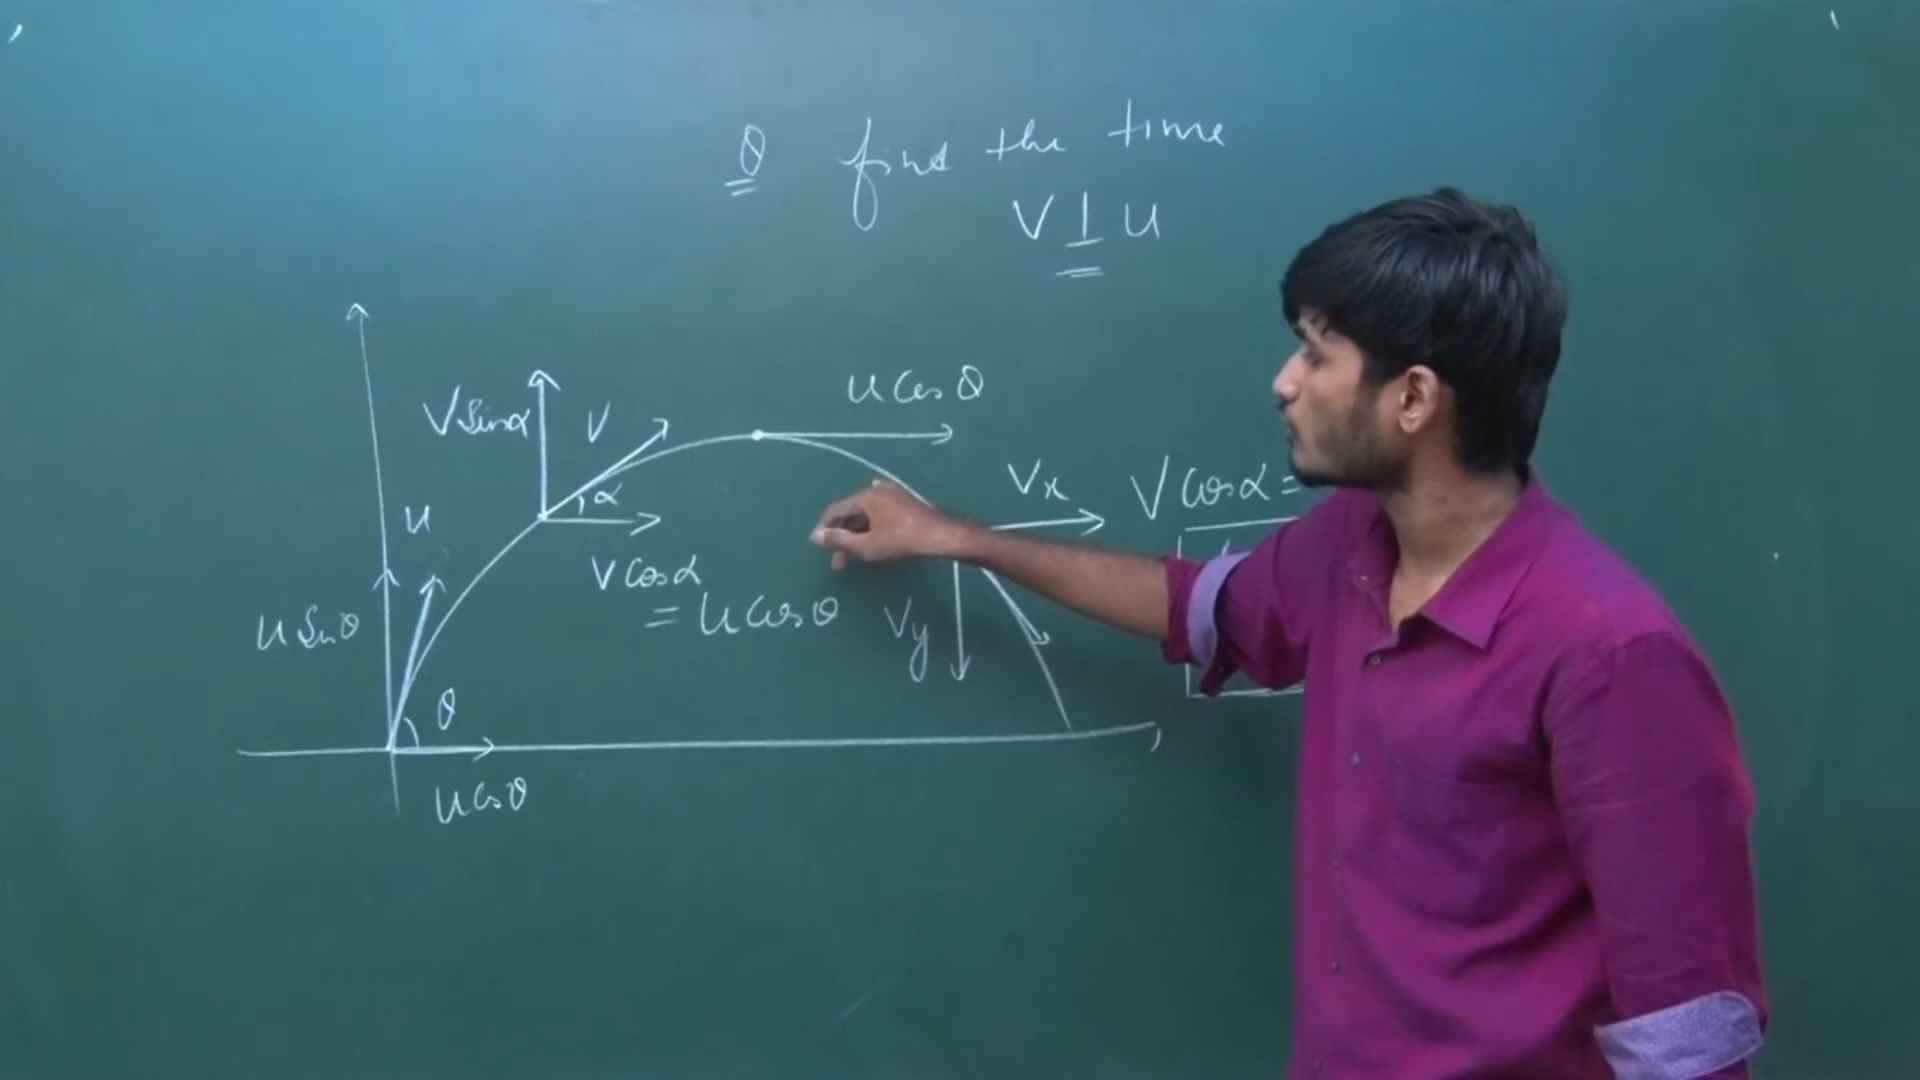 Q find the time
V ⊥ u
u cos θ
V sin α
V
Vx
V cos α =
α
u
V cos α
= u cos θ
Vy
u sin θ
θ
u cos θ